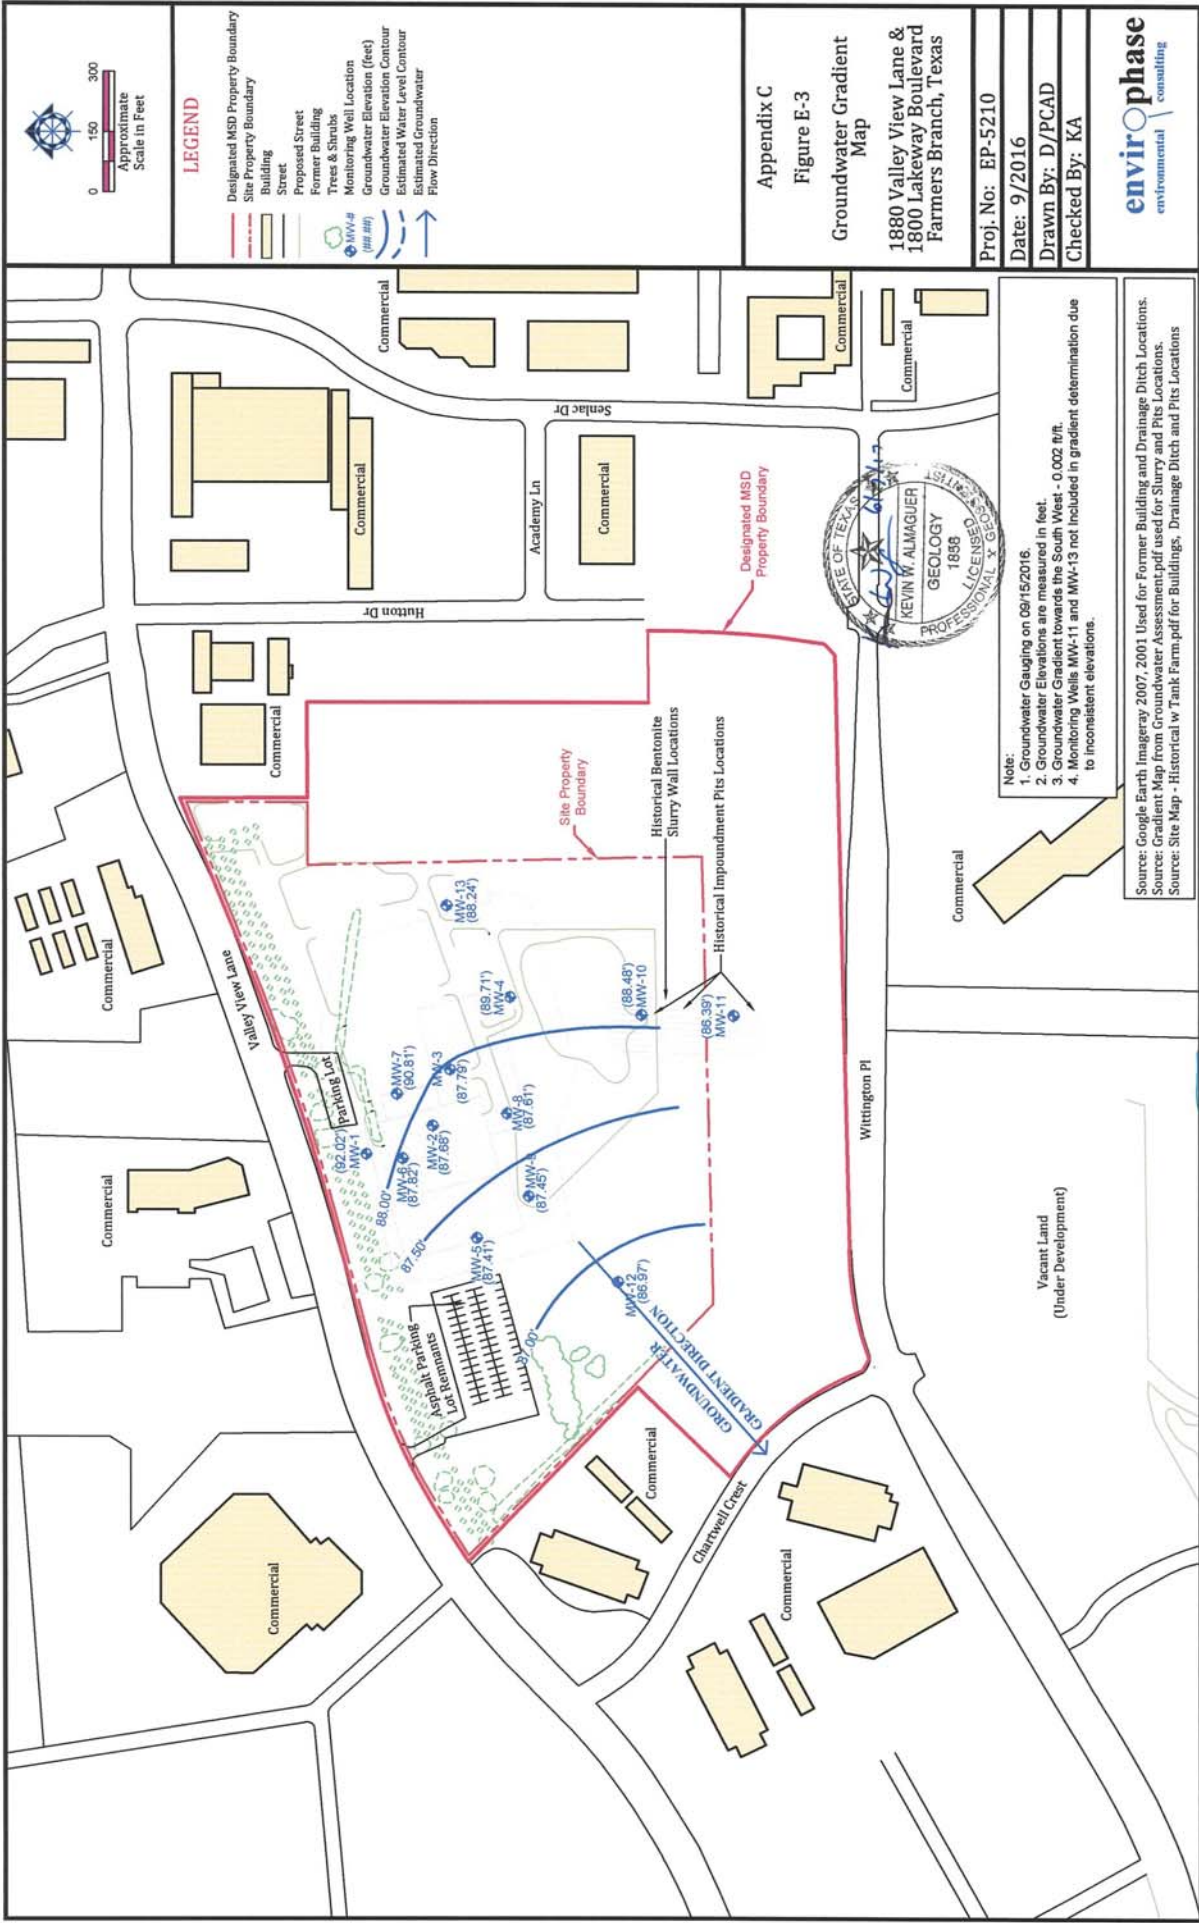 0 150 300
Approximate
Scale in Feet
LEGEND
Designated MSD Property Boundary
Site Property Boundary
Building
Street
Proposed Street
Former Building
Trees & Shrubs
MW-# Monitoring Well Location
(##.##) Groundwater Elevation (feet)
Groundwater Elevation Contour
Estimated Water Level Contour
Estimated Groundwater
Flow Direction
Appendix C
Figure E-3
Groundwater Gradient
Map
1880 Valley View Lane &
1800 Lakeway Boulevard
Farmers Branch, Texas
Proj. No: EP-5210
Date: 9/2016
Drawn By: D/PCAD
Checked By: KA
envirophase
environmental consulting
Commercial
Commercial
Commercial
Commercial
Valley View Lane
Commercial
Commercial
Hutton Dr
Academy Ln
Commercial
Senlac Dr
Commercial
Commercial
Commercial
Parking Lot
Asphalt Parking
Lot Remnants
(92.02')
MW-1
MW-7
(90.81')
MW-6
(87.82')
MW-2
(87.68')
MW-3
(87.79')
(89.71')
MW-4
MW-13
(88.24')
MW-5
(87.41')
MW-8
(87.61')
MW-9
(87.45')
(88.48')
MW-10
(86.39')
MW-11
MW-12
(86.97')
88.00'
87.50'
87.00'
GROUNDWATER
GRADIENT DIRECTION
Site Property
Boundary
Historical Bentonite
Slurry Wall Locations
Historical Impoundment Pits Locations
Designated MSD
Property Boundary
Commercial
Chartwell Crest
Commercial
Wittington Pl
Vacant Land
(Under Development)
Commercial
STATE OF TEXAS
KEVIN W. ALMAGUER
GEOLOGY
1858
LICENSED
PROFESSIONAL GEOSCIENTIST
Note:
1. Groundwater Gauging on 09/15/2016.
2. Groundwater Elevations are measured in feet.
3. Groundwater Gradient towards the South West - 0.002 ft/ft.
4. Monitoring Wells MW-11 and MW-13 not Included in gradient determination due
to inconsistent elevations.
Source: Google Earth Imageray 2007, 2001 Used for Former Building and Drainage Ditch Locations.
Source: Gradient Map from Groundwater Assessment.pdf used for Slurry and Pits Locations.
Source: Site Map - Historical w Tank Farm.pdf for Buildings, Drainage Ditch and Pits Locations